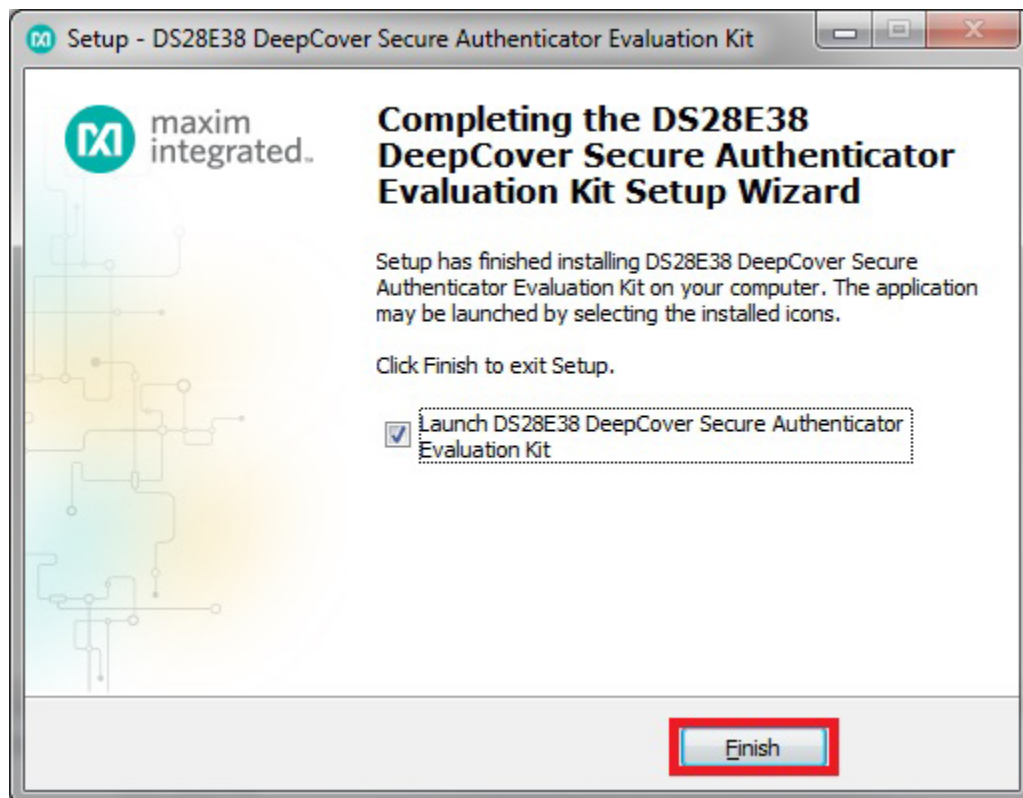 Setup - DS28E38 DeepCover Secure Authenticator Evaluation Kit
maxim
integrated™
Completing the DS28E38
DeepCover Secure Authenticator
Evaluation Kit Setup Wizard
Setup has finished installing DS28E38 DeepCover Secure
Authenticator Evaluation Kit on your computer. The application
may be launched by selecting the installed icons.
Click Finish to exit Setup.
Launch DS28E38 DeepCover Secure Authenticator
Evaluation Kit
Finish